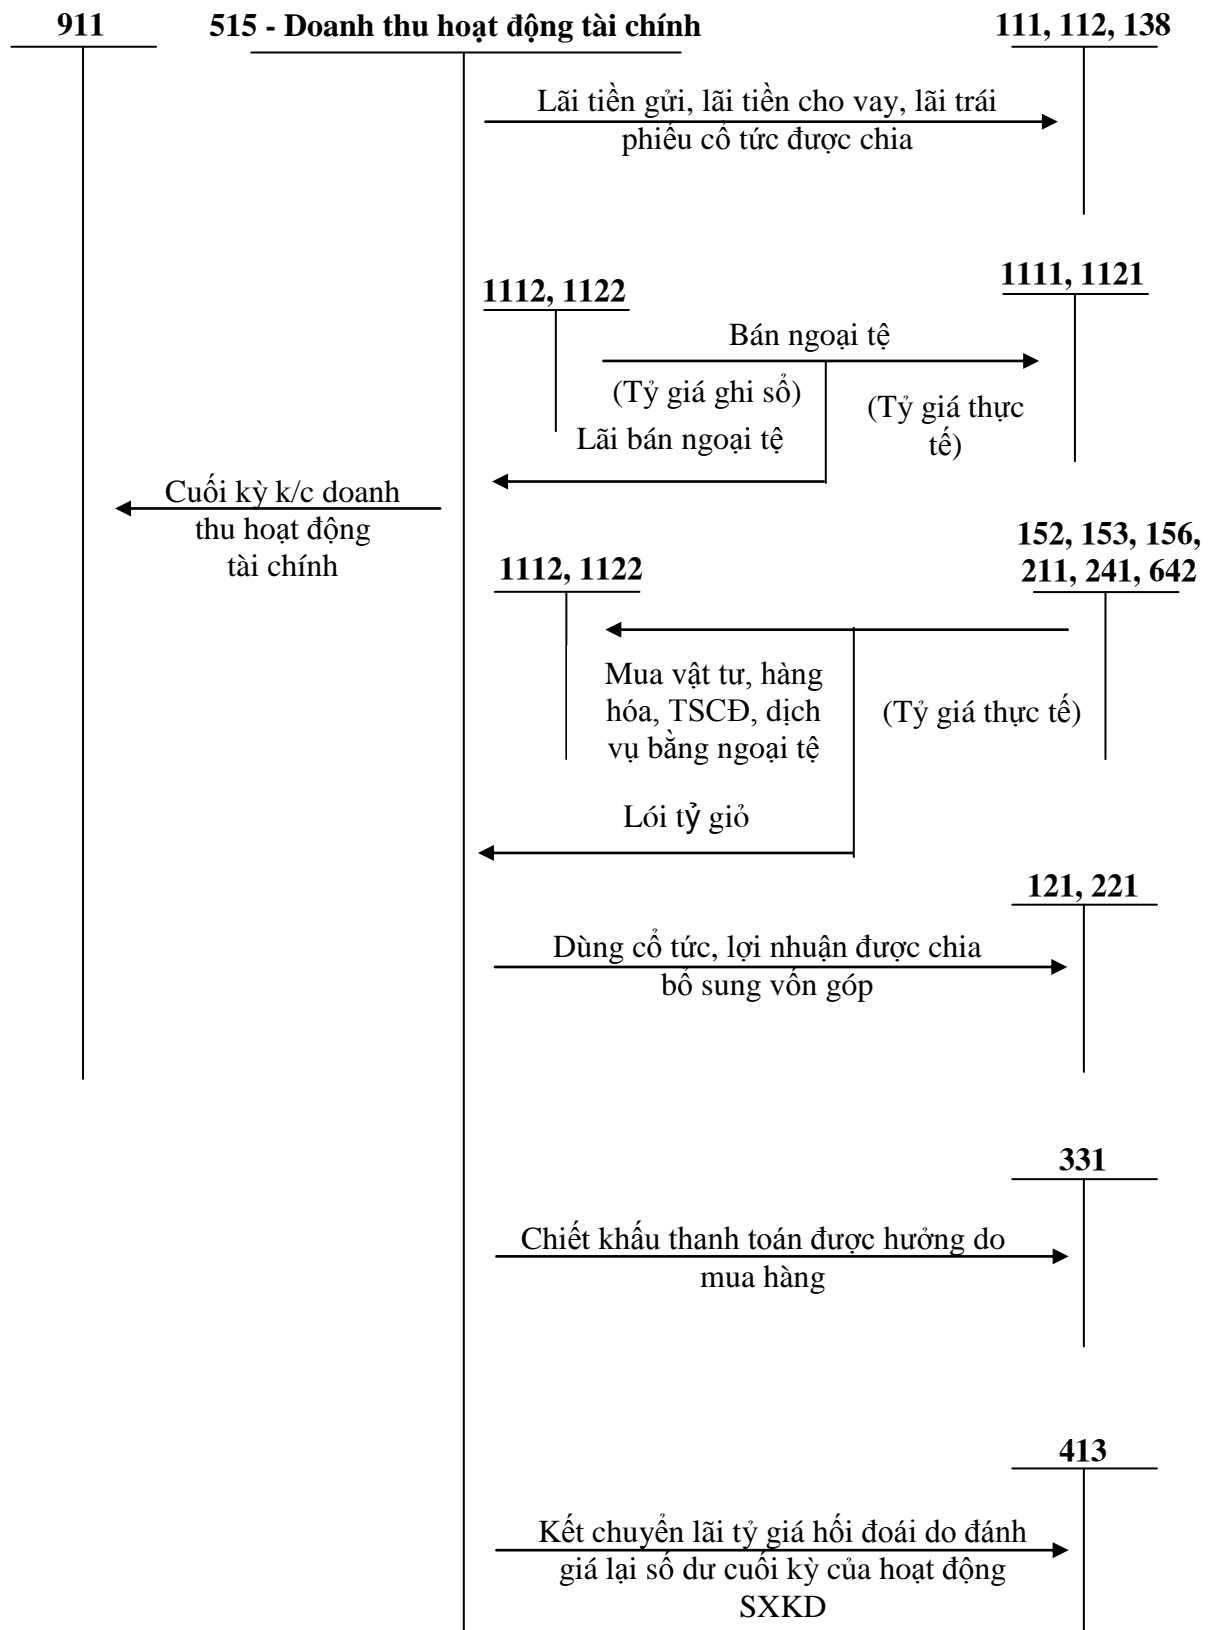 911
515 - Doanh thu hoạt động tài chính
111, 112, 138
Lãi tiền gửi, lãi tiền cho vay, lãi trái
phiếu cổ tức được chia
1112, 1122
1111, 1121
Bán ngoại tệ
(Tỷ giá ghi sổ)
(Tỷ giá thực
tế)
Lãi bán ngoại tệ
Cuối kỳ k/c doanh
thu hoạt động
tài chính
1112, 1122
152, 153, 156,
211, 241, 642
Mua vật tư, hàng
hóa, TSCĐ, dịch
vụ bằng ngoại tệ
(Tỷ giá thực tế)
Lói tỷ giỏ
121, 221
Dùng cổ tức, lợi nhuận được chia
bổ sung vốn góp
331
Chiết khấu thanh toán được hưởng do
mua hàng
413
Kết chuyển lãi tỷ giá hối đoái do đánh
giá lại số dư cuối kỳ của hoạt động
SXKD